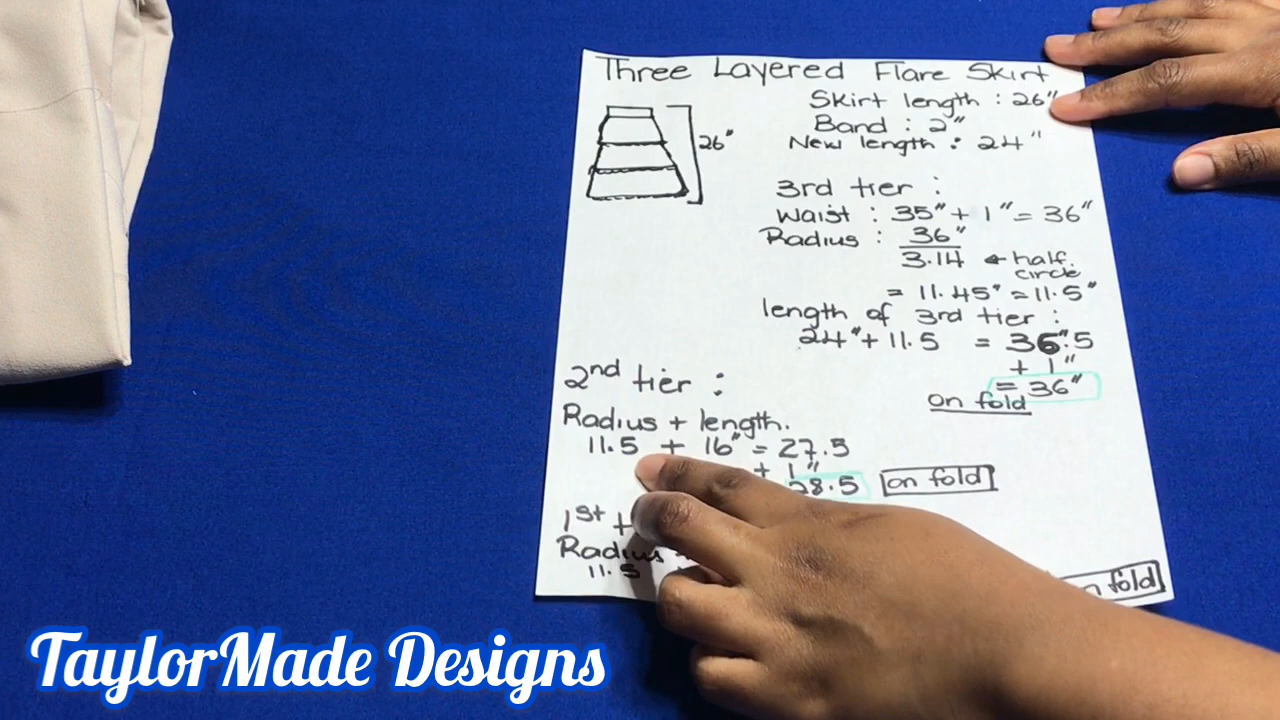 Three Layered Flare Skirt
Skirt length : 26"
Band : 2"
New length : 24"
26"
3rd tier :
Waist : 35" + 1" = 36"
Radius : 36"
3.14 ← half circle
= 11.45" = 11.5"
length of 3rd tier :
24" + 11.5 = 36".5
+ 1"
= 36"
on fold
2nd tier :
Radius + length.
11.5 + 16" = 27.5
+ 1"
28.5 on fold
1st
Radius
11.5
on fold
TaylorMade Designs